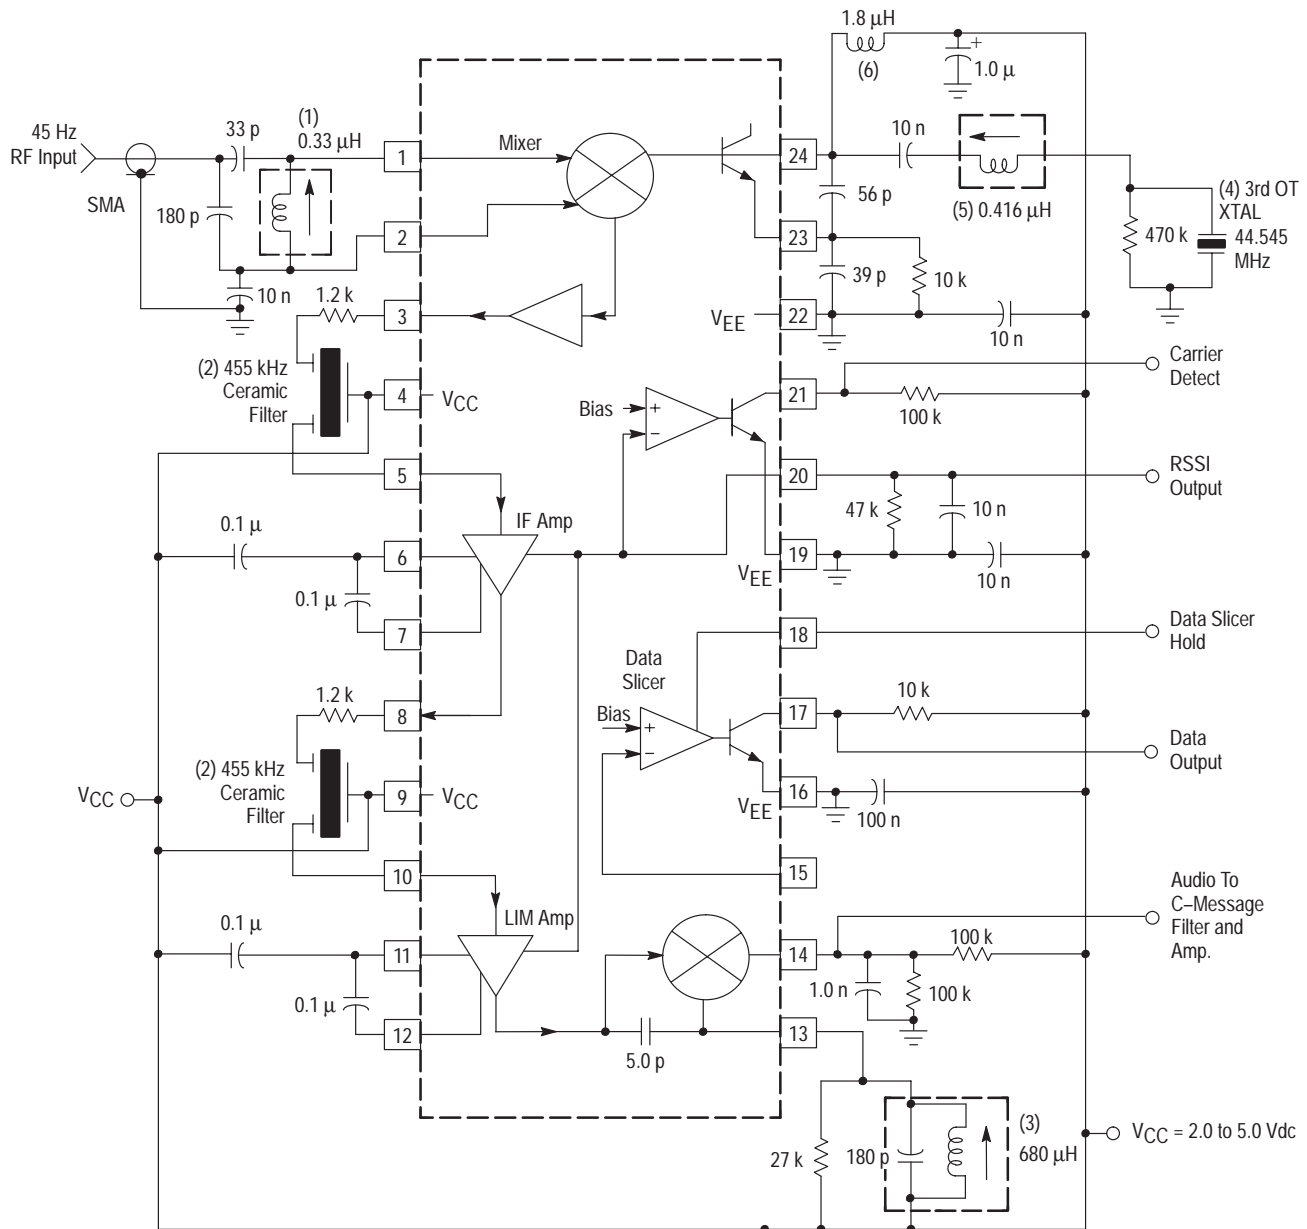 1.8 μH
(6)
+
1.0 μ
45 Hz
RF Input
SMA
33 p
(1)
0.33 μH
180 p
10 n
1
2
Mixer
24
56 p
10 n
(5) 0.416 μH
(4) 3rd OT
XTAL
44.545
MHz
470 k
23
39 p
10 k
VEE
22
10 n
1.2 k
3
(2) 455 kHz
Ceramic
Filter
4
VCC
5
Bias
+
−
21
100 k
Carrier
Detect
20
RSSI
Output
47 k
10 n
VEE
19
10 n
IF Amp
0.1 μ
6
0.1 μ
7
18
Data Slicer
Hold
Data
Slicer
1.2 k
8
Bias
+
−
17
10 k
Data
Output
(2) 455 kHz
Ceramic
Filter
VCC
9
VCC
VEE
16
100 n
15
10
LIM Amp
0.1 μ
11
0.1 μ
12
14
Audio To
C–Message
Filter and
Amp.
100 k
1.0 n
100 k
5.0 p
13
27 k
180 p
(3)
680 μH
VCC = 2.0 to 5.0 Vdc